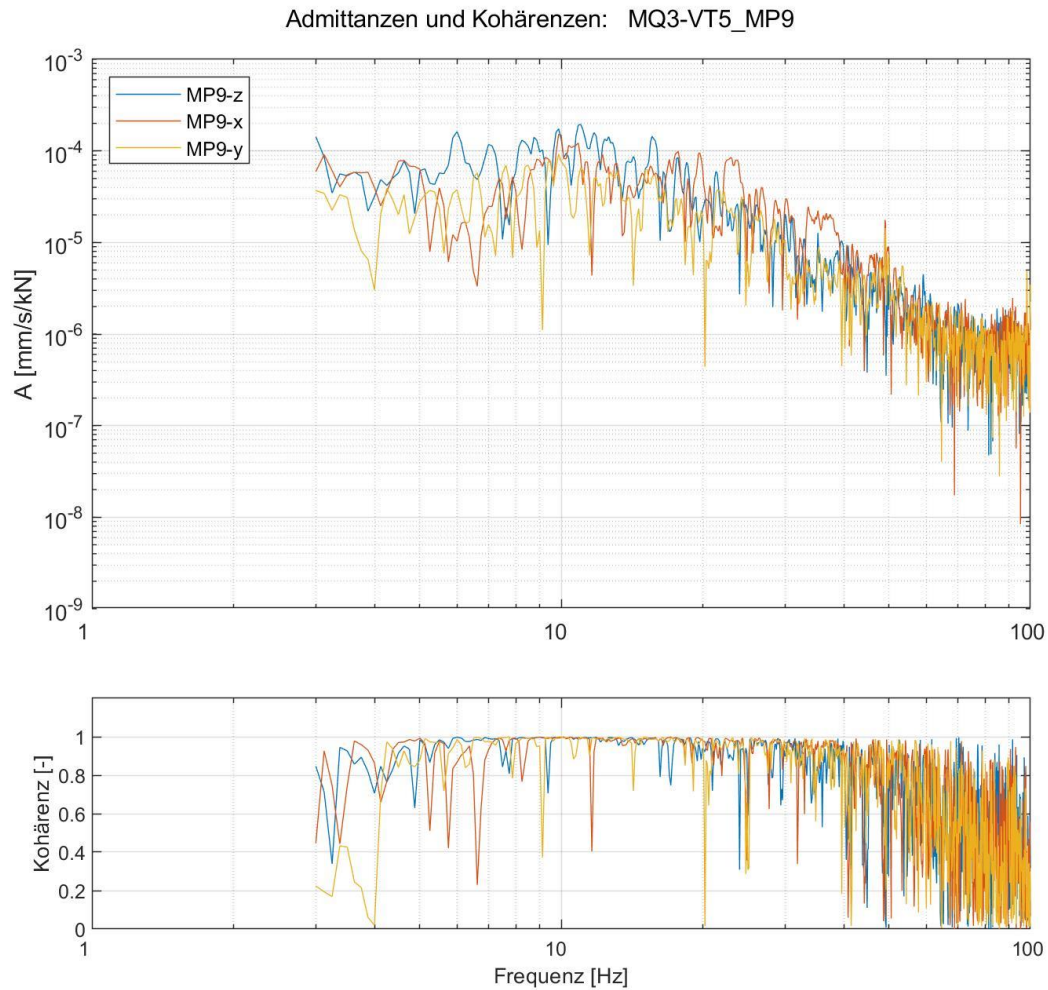 Admittanzen und Kohärenzen: MQ3-VT5_MP9
10^-3
10^-4
10^-5
10^-6
10^-7
10^-8
10^-9
A [mm/s/kN]
MP9-z
MP9-x
MP9-y
1 10 100
1
0.8
0.6
0.4
0.2
0
Kohärenz [-]
1 10 100
Frequenz [Hz]